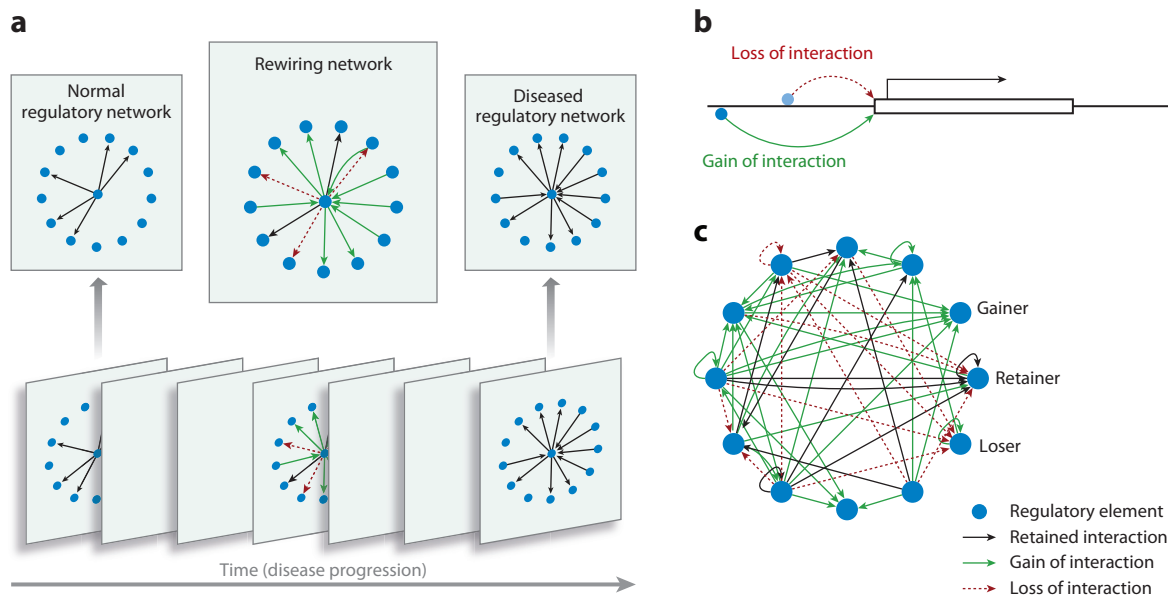 a
Normal
regulatory network
Rewiring network
Diseased
regulatory network
Time (disease progression)
b
Loss of interaction
Gain of interaction
c
Gainer
Retainer
Loser
Regulatory element
Retained interaction
Gain of interaction
Loss of interaction